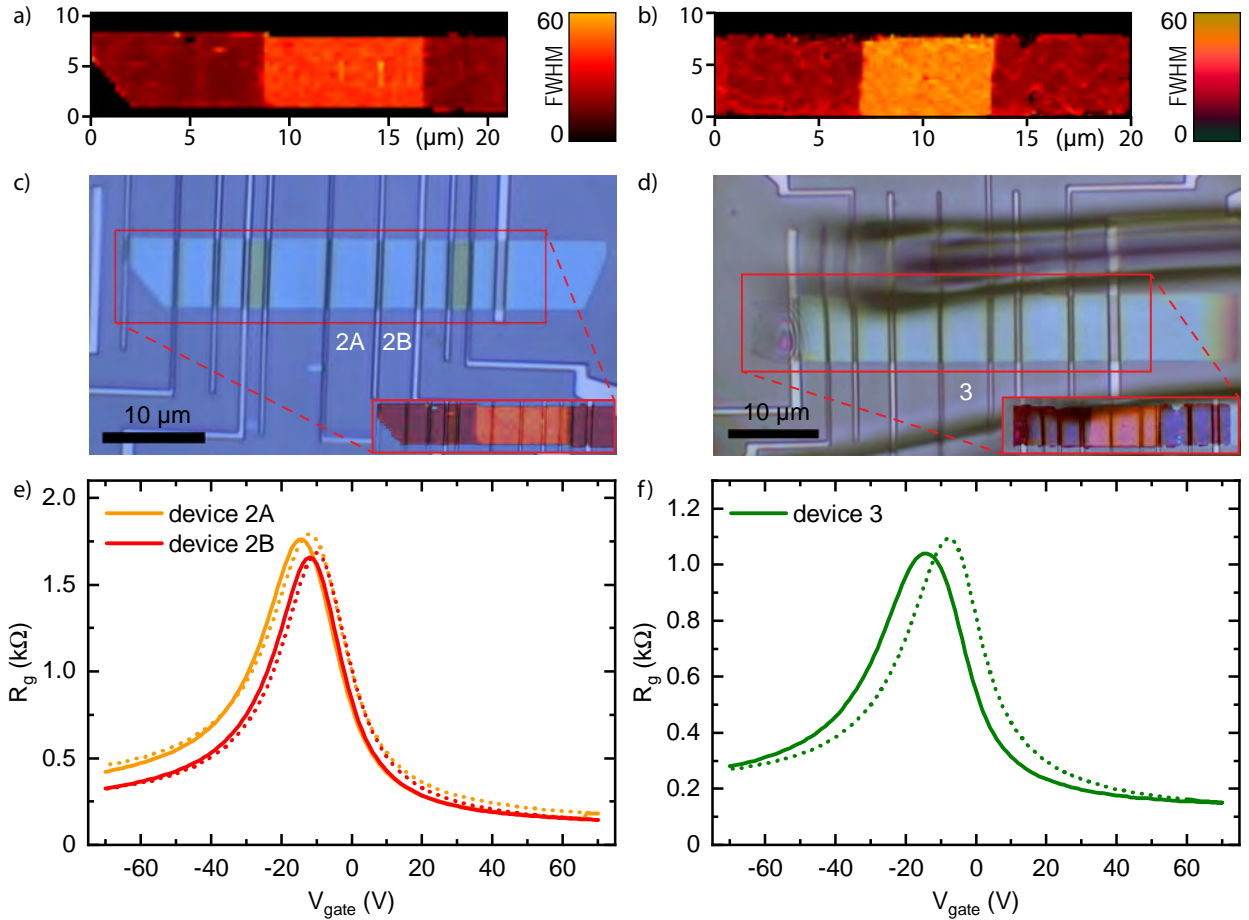 a)
10
5
0
0
5
10
15
(μm)
20
60
FWHM
0
b)
10
5
0
0
5
10
15
(μm)
20
60
FWHM
0
c)
2A
2B
10 μm
d)
3
10 μm
e)
2.0
1.5
1.0
0.5
0
R_g (kΩ)
device 2A
device 2B
-60
-40
-20
0
20
40
60
V_gate (V)
f)
1.2
1.0
0.8
0.6
0.4
0.2
0
R_g (kΩ)
device 3
-60
-40
-20
0
20
40
60
V_gate (V)